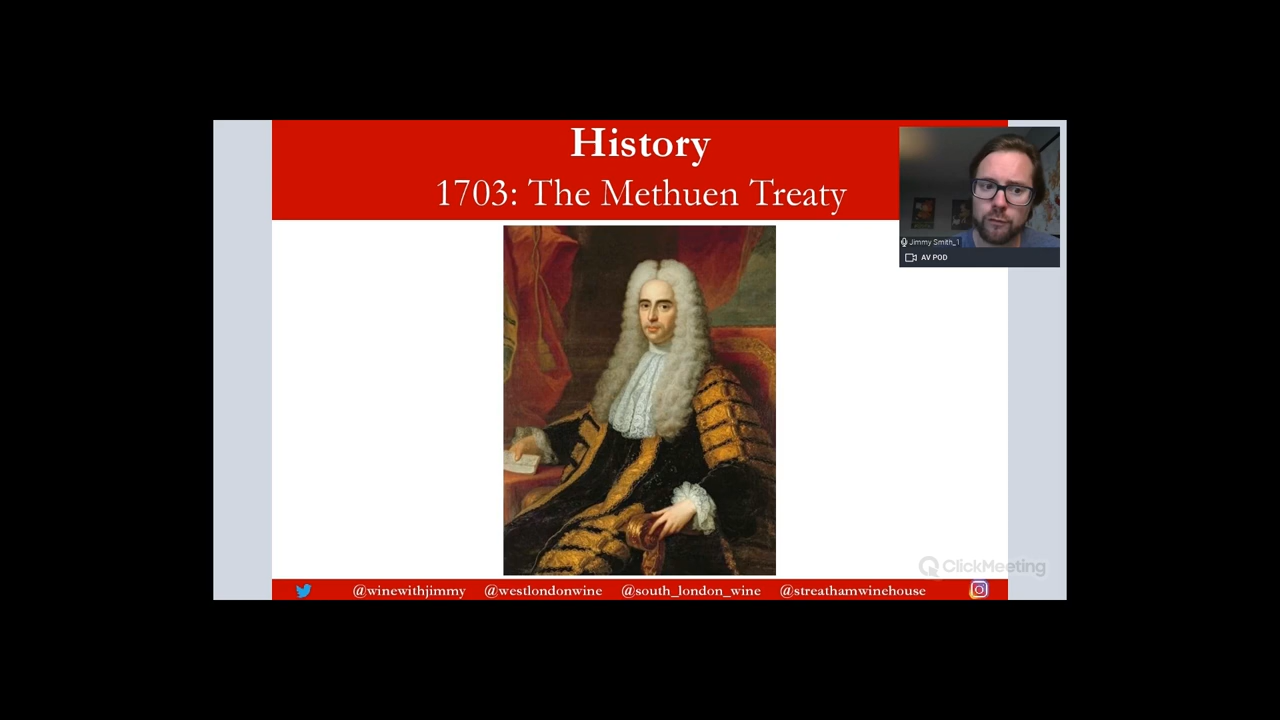 History
1703: The Methuen Treaty
Jimmy Smith_1
AV POD
ClickMeeting
@winewithjimmy @westlondonwine @south_london_wine @streathamwinehouse